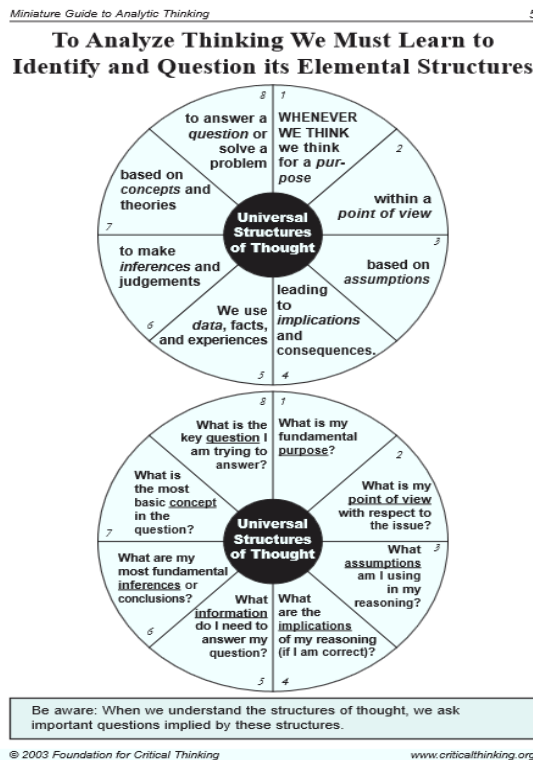 Miniature Guide to Analytic Thinking 5
To Analyze Thinking We Must Learn to
Identify and Question its Elemental Structures
8
to answer a
question or
solve a
problem
1
WHENEVER
WE THINK
we think
for a pur-
pose
2
within a
point of view
3
based on
assumptions
4
leading
to
implications
and
consequences.
5
We use
data, facts,
and experiences
6
to make
inferences and
judgements
7
based on
concepts and
theories
Universal
Structures
of Thought
8
What is the
key question I
am trying to
answer?
1
What is my
fundamental
purpose?
2
What is my
point of view
with respect to
the issue?
3
What
assumptions
am I using
in my
reasoning?
4
What
are the
implications
of my reasoning
(if I am correct)?
5
What
information
do I need to
answer my
question?
6
What are my
most fundamental
inferences or
conclusions?
7
What is
the most
basic concept
in the
question?
Universal
Structures
of Thought
Be aware: When we understand the structures of thought, we ask
important questions implied by these structures.
© 2003 Foundation for Critical Thinking www.criticalthinking.org